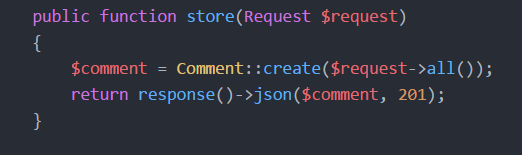 public function store(Request $request)
{
$comment = Comment::create($request->all());
return response()->json($comment, 201);
}